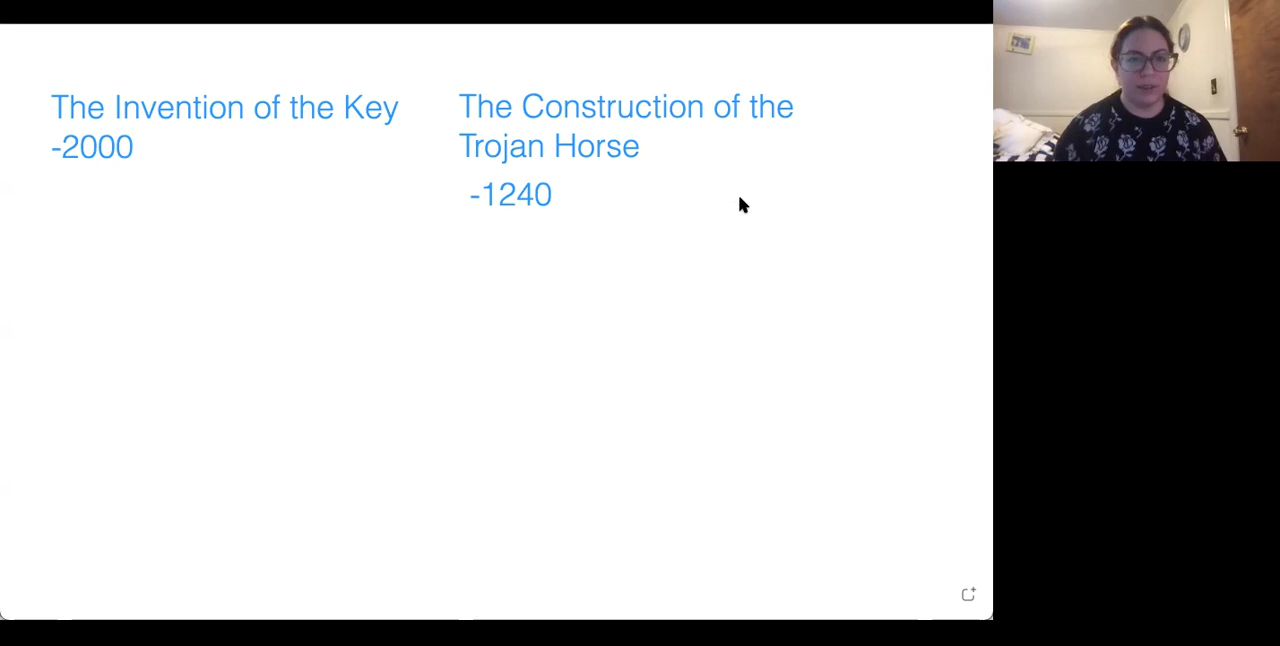 The Invention of the Key
-2000
The Construction of the
Trojan Horse
-1240